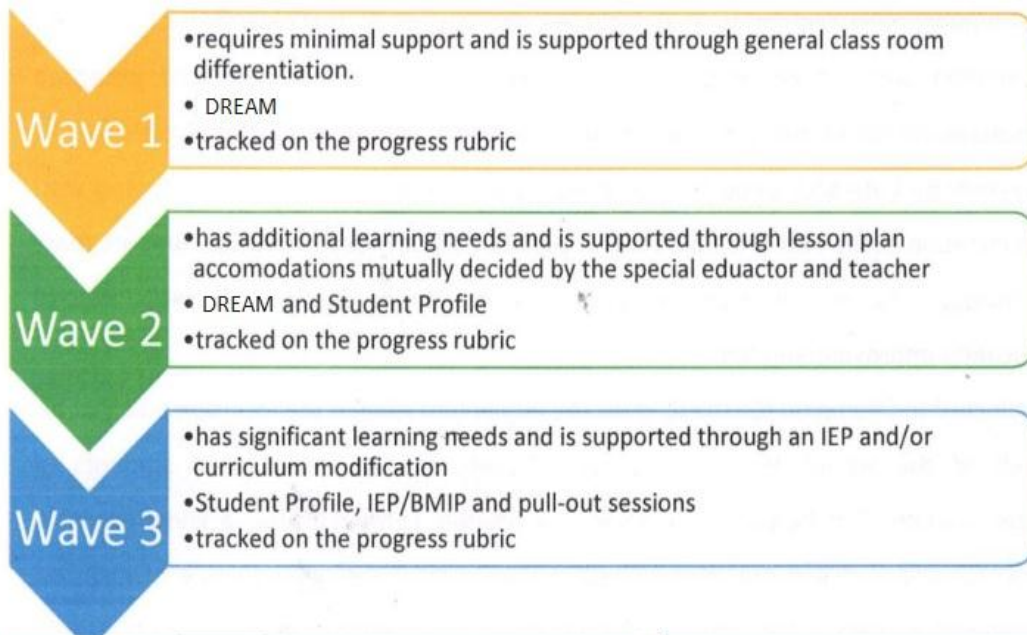 Wave 1
•requires minimal support and is supported through general class room
differentiation.
• DREAM
•tracked on the progress rubric
Wave 2
•has additional learning needs and is supported through lesson plan
accomodations mutually decided by the special eduactor and teacher
• DREAM and Student Profile
•tracked on the progress rubric
Wave 3
•has significant learning needs and is supported through an IEP and/or
curriculum modification
•Student Profile, IEP/BMIP and pull-out sessions
•tracked on the progress rubric